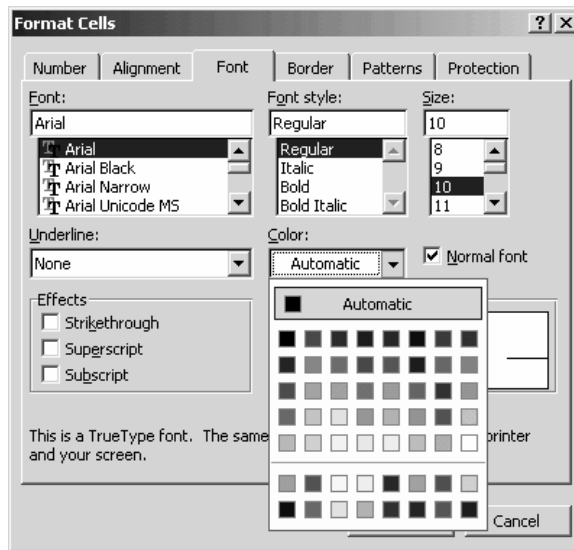 Format Cells
Number Alignment Font Border Patterns Protection
Font: Font style: Size:
Arial Regular 10
Arial Regular 8
Arial Black Italic 9
Arial Narrow Bold 10
Arial Unicode MS Bold Italic 11
Underline: Color:
None Automatic Normal font
Effects Automatic
Strikethrough
Superscript
Subscript
This is a TrueType font. The same printer
and your screen.
Cancel